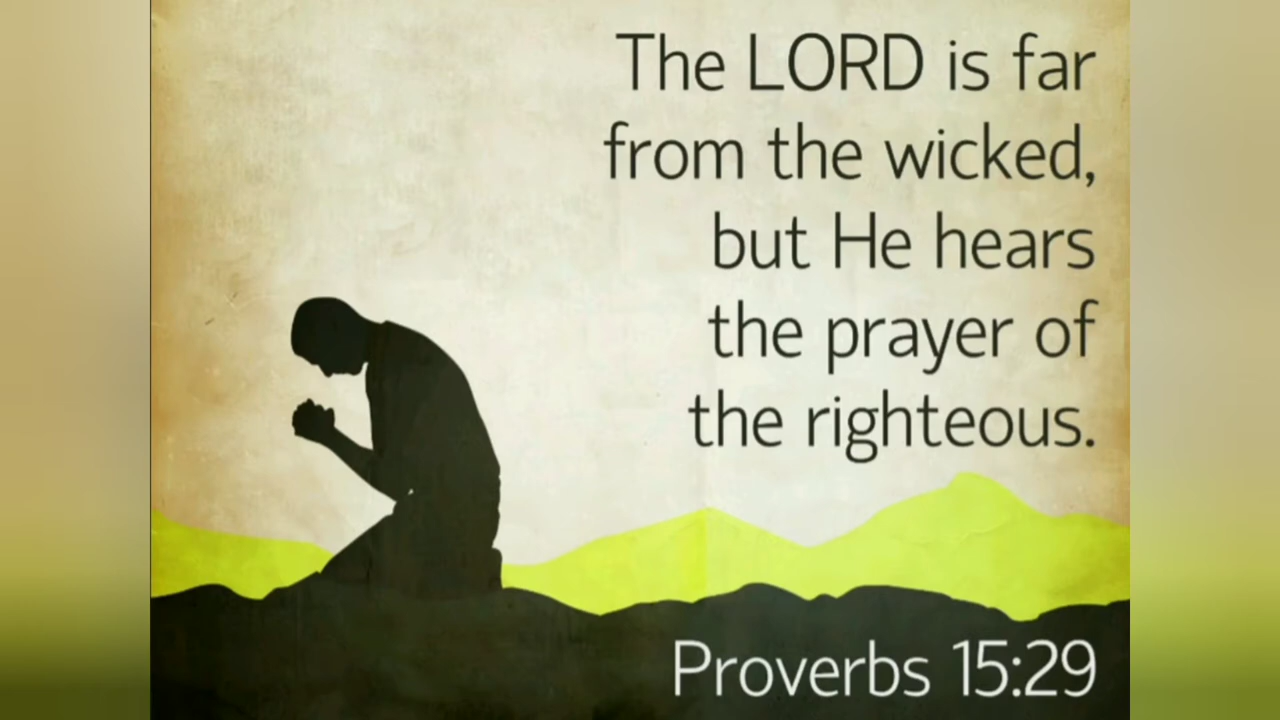 The LORD is far
from the wicked,
but He hears
the prayer of
the righteous.
Proverbs 15:29